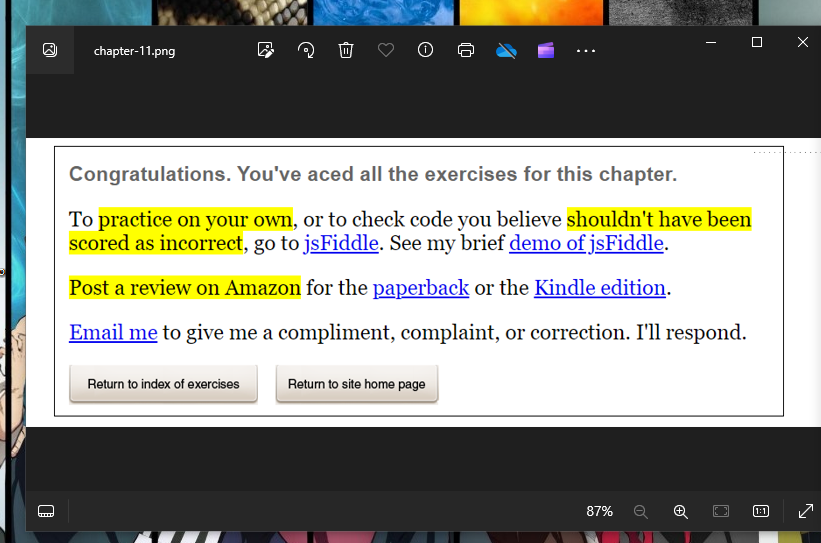 chapter-11.png
Congratulations. You've aced all the exercises for this chapter.
To practice on your own, or to check code you believe shouldn't have been
scored as incorrect, go to jsFiddle. See my brief demo of jsFiddle.
Post a review on Amazon for the paperback or the Kindle edition.
Email me to give me a compliment, complaint, or correction. I'll respond.
Return to index of exercises
Return to site home page
87%
1:1